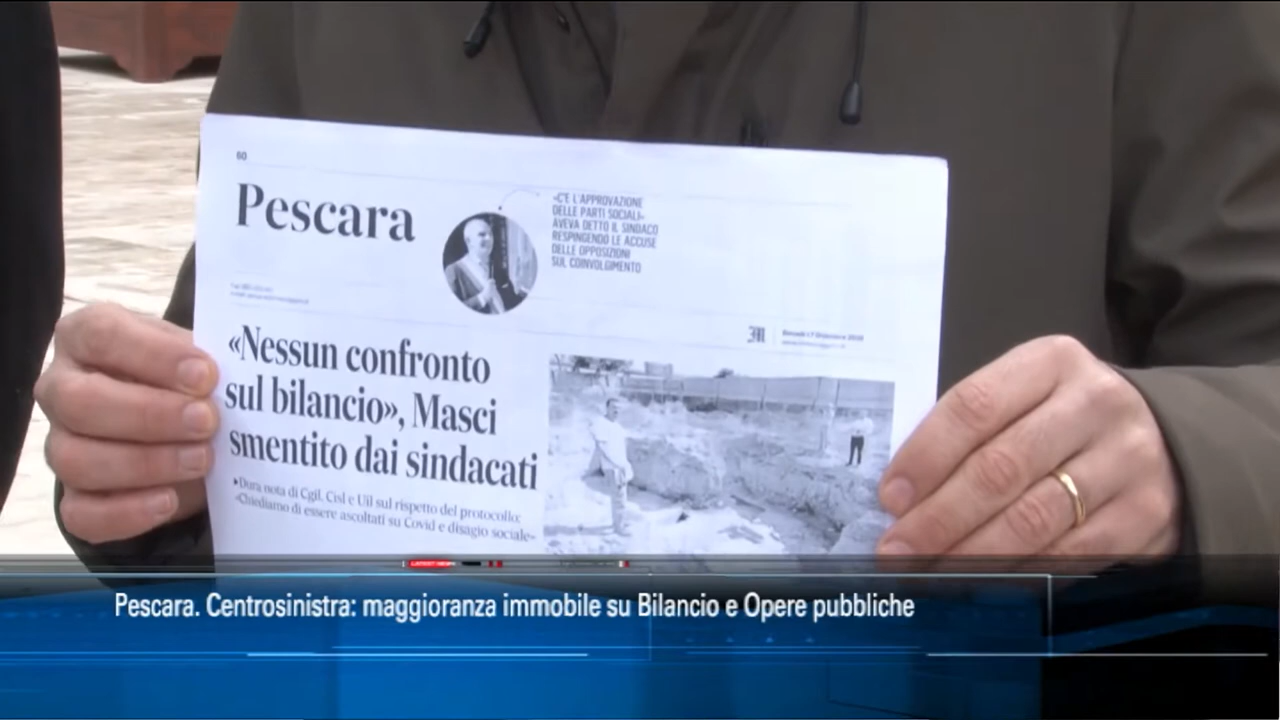 60
Pescara
«C'È L'APPROVAZIONE
DELLE PARTI SOCIALI»
AVEVA DETTO IL SINDACO
RESPINGENDO LE ACCUSE
DELLE OPPOSIZIONI
SUL COINVOLGIMENTO
M
«Nessun confronto
sul bilancio», Masci
smentito dai sindacati
Dura nota di Cgil, Cisl e Uil sul rispetto del protocollo:
«Chiediamo di essere ascoltati su Covid e disagio sociale»
LATEST NEWS
Pescara. Centrosinistra: maggioranza immobile su Bilancio e Opere pubbliche